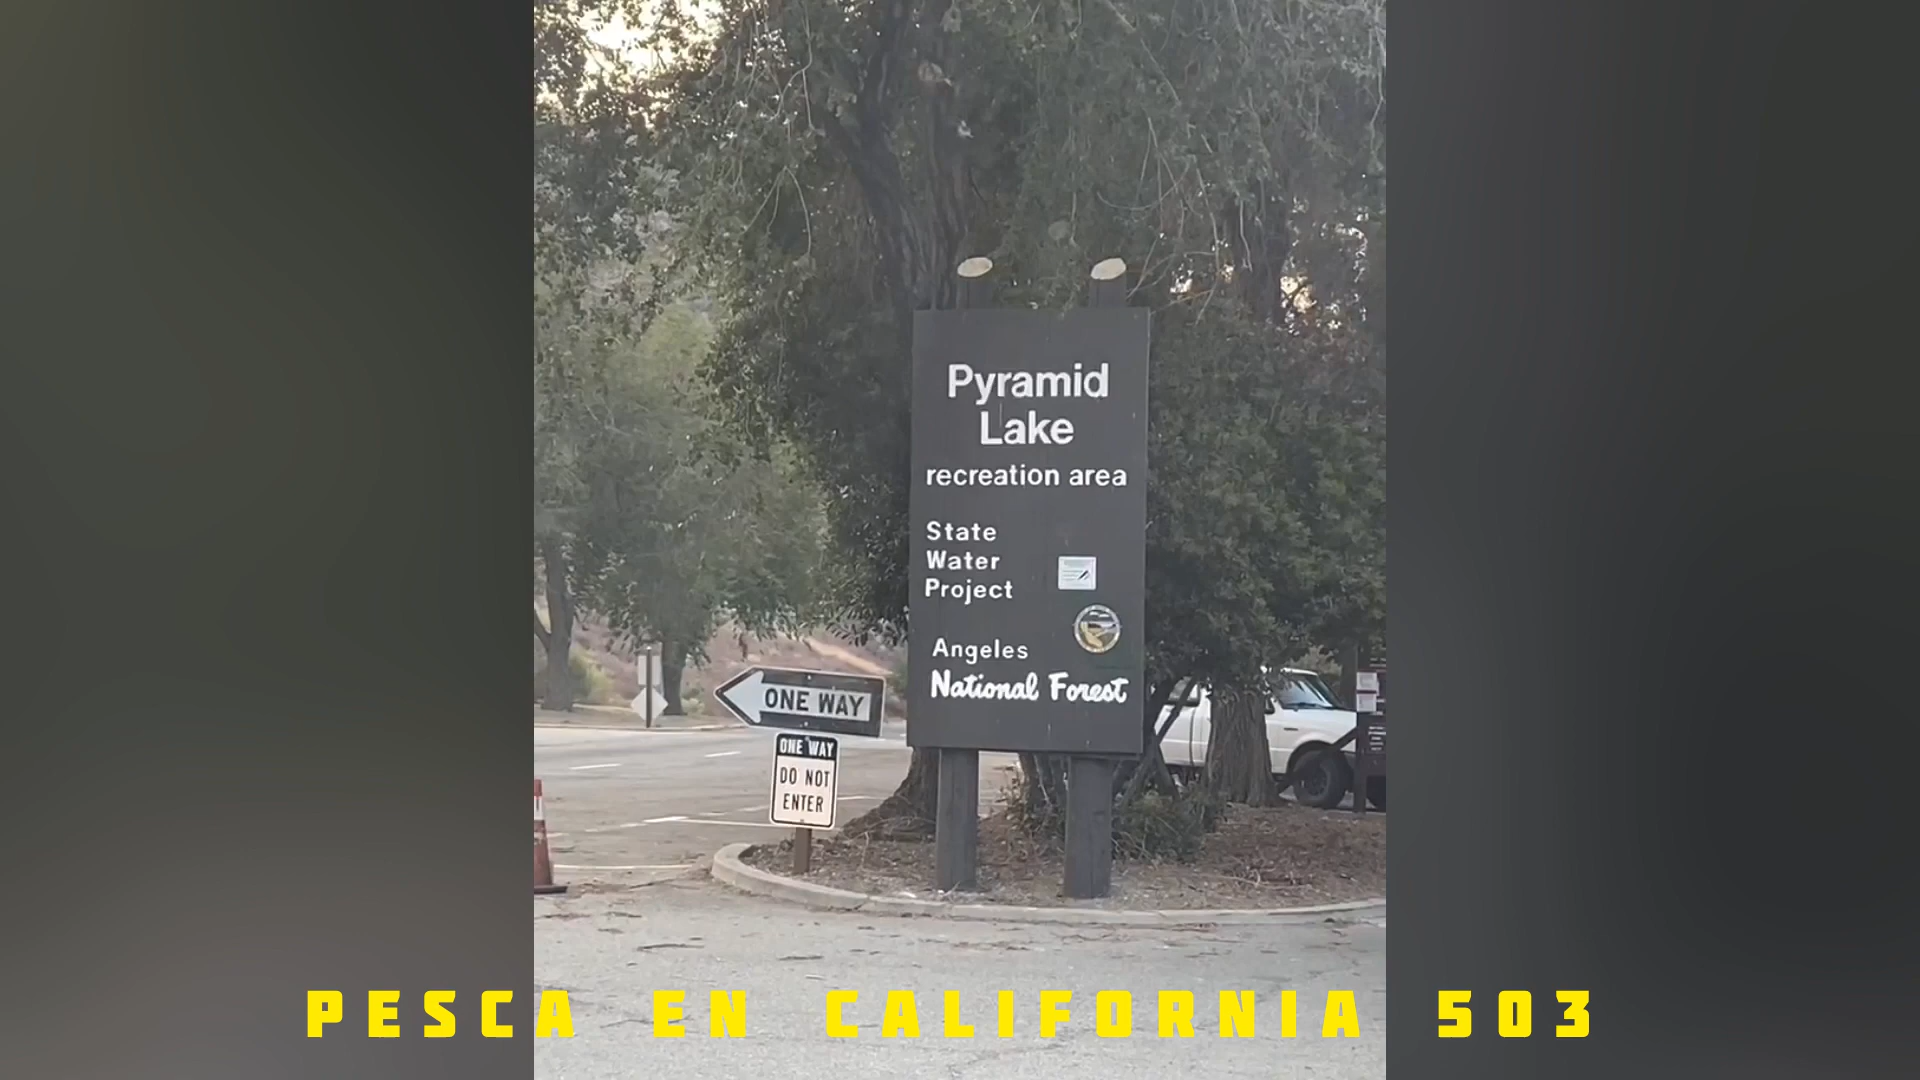 Pyramid
Lake
recreation area
State
Water
Project
Angeles
National Forest
ONE WAY
ONE WAY
DO NOT
ENTER
PESCA EN CALIFORNIA 503